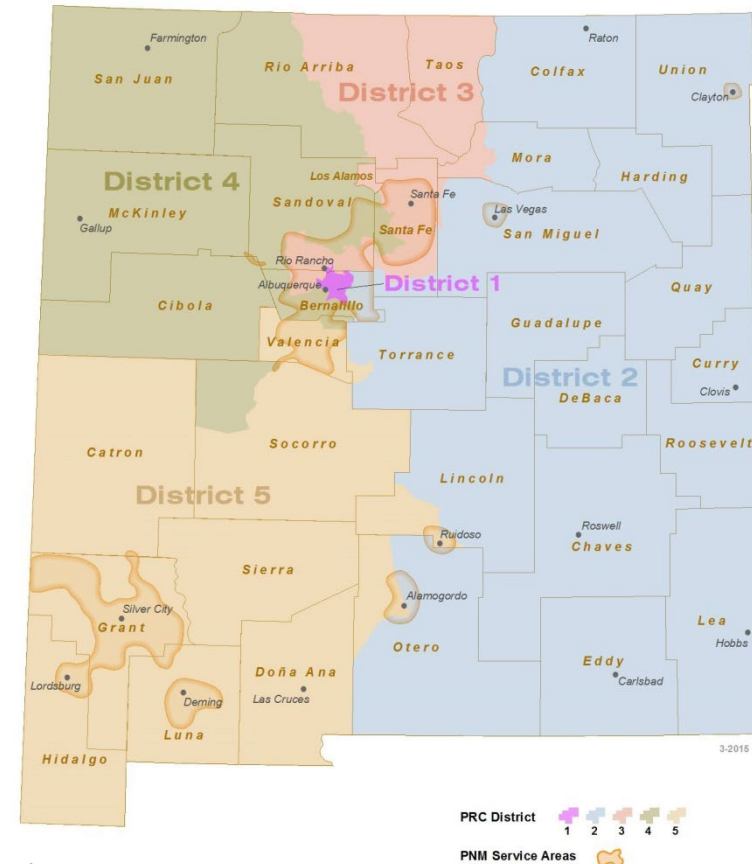 Farmington
San Juan
Rio Arriba
Taos
Raton
Colfax
Union
Clayton
District 3
Mora
Harding
Los Alamos
District 4
Sandoval
McKinley
Gallup
Santa Fe
Santa Fe
Las Vegas
San Miguel
Rio Rancho
Albuquerque
District 1
Bernalillo
Quay
Cibola
Guadalupe
Valencia
Torrance
Curry
District 2
Clovis
DeBaca
Socorro
Roosevelt
Catron
Lincoln
District 5
Roswell
Ruidoso
Chaves
Sierra
Silver City
Alamogordo
Grant
Lea
Hobbs
Otero
Eddy
Doña Ana
Carlsbad
Lordsburg
Deming
Las Cruces
Luna
Hidalgo
3-2015
PRC District
1 2 3 4 5
PNM Service Areas